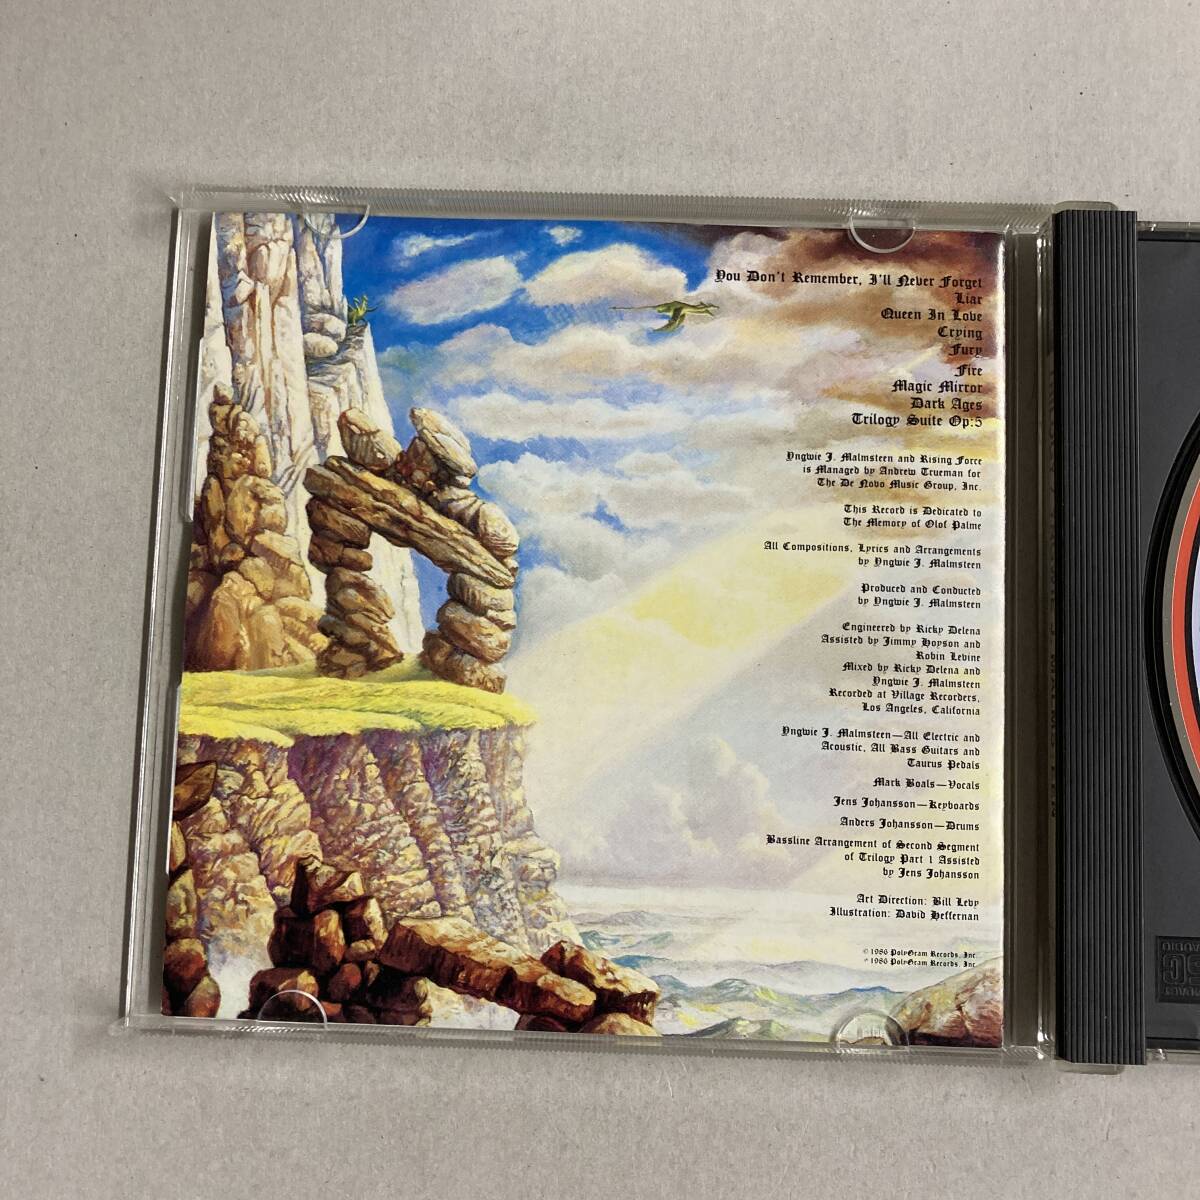 You Don't Remember, I'll Never Forget
Liar
Queen In Love
Crying
Fury
Fire
Magic Mirror
Dark Ages
Trilogy Suite Op:5
Yngwie J. Malmsteen and Rising Force
is Managed by Andrew Trueman for
The De Novo Music Group, Inc.
This Record is Dedicated to
The Memory of Olof Palme
All Compositions, Lyrics and Arrangements
by Yngwie J. Malmsteen
Produced and Conducted
by Yngwie J. Malmsteen
Engineered by Ricky Delena
Assisted by Jimmy Hoyson and
Robin Levine
Mixed by Ricky Delena and
Yngwie J. Malmsteen
Recorded at Village Recorders,
Los Angeles, California
Yngwie J. Malmsteen—All Electric and
Acoustic, All Bass Guitars and
Taurus Pedals
Mark Boals—Vocals
Jens Johansson—Keyboards
Anders Johansson—Drums
Bassline Arrangement of Second Segment
of Trilogy Part 1 Assisted
by Jens Johansson
Art Direction: Bill Levy
Illustration: David Heffernan
©1986 PolyGram Records, Inc.
℗1986 PolyGram Records, Inc.